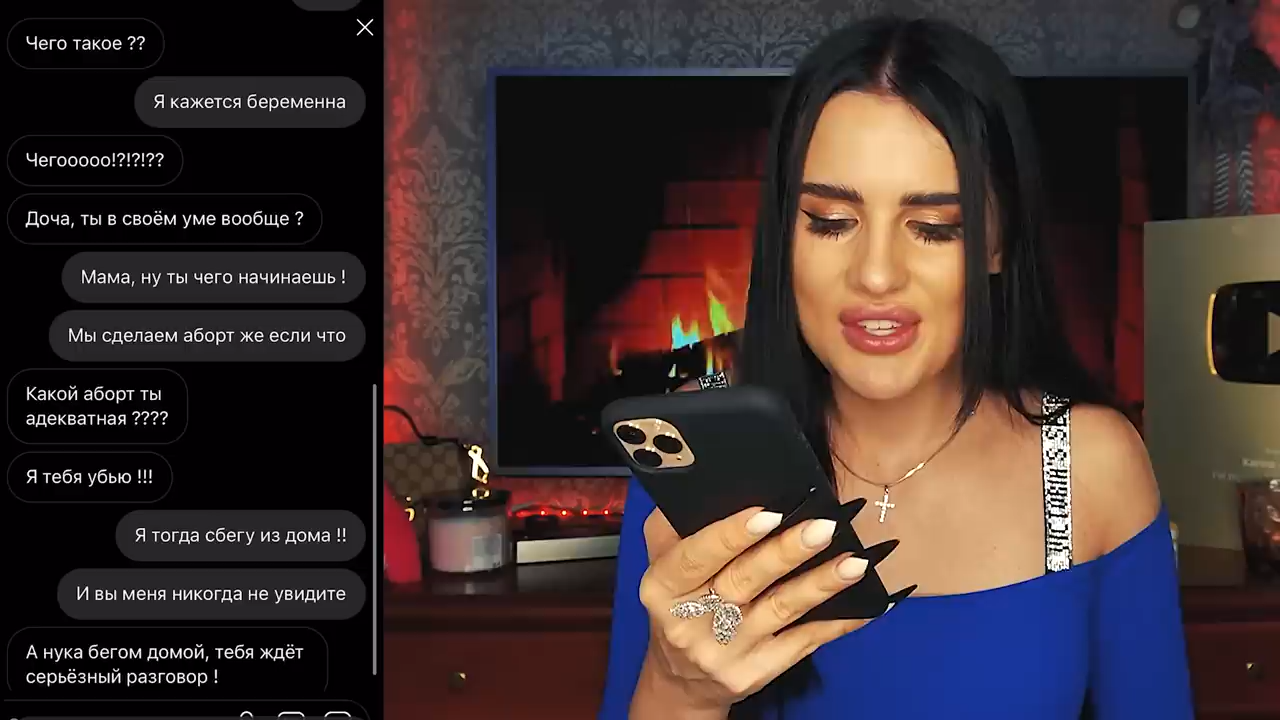 Чего такое ??
Я кажется беременна
Чегооооо!?!?!??
Доча, ты в своём уме вообще ?
Мама, ну ты чего начинаешь !
Мы сделаем аборт же если что
Какой аборт ты
адекватная ????
Я тебя убью !!!
Я тогда сбегу из дома !!
И вы меня никогда не увидите
А нука бегом домой, тебя ждёт
серьёзный разговор !